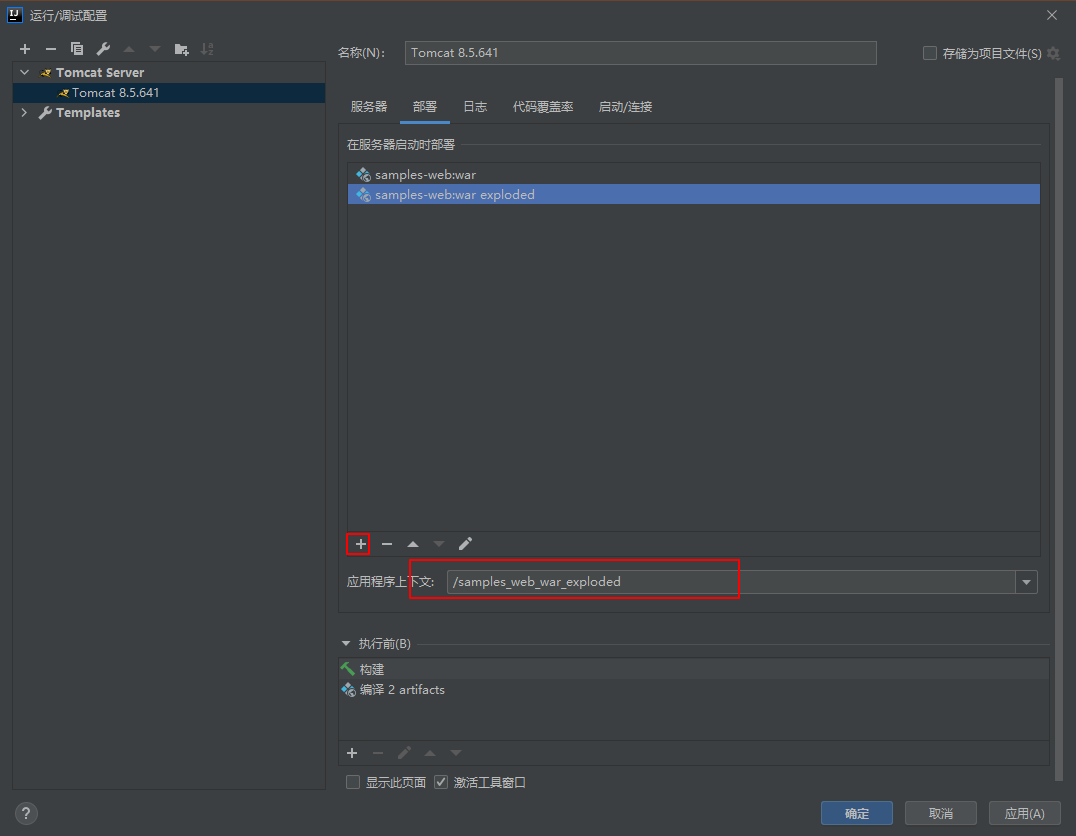 运行/调试配置
名称(N):
Tomcat 8.5.641
存储为项目文件(S)
Tomcat Server
Tomcat 8.5.641
Templates
服务器 部署 日志 代码覆盖率 启动/连接
在服务器启动时部署
samples-web:war
samples-web:war exploded
应用程序上下文: /samples_web_war_exploded
执行前(B)
构建
编译 2 artifacts
显示此页面 激活工具窗口
? 确定 取消 应用(A)